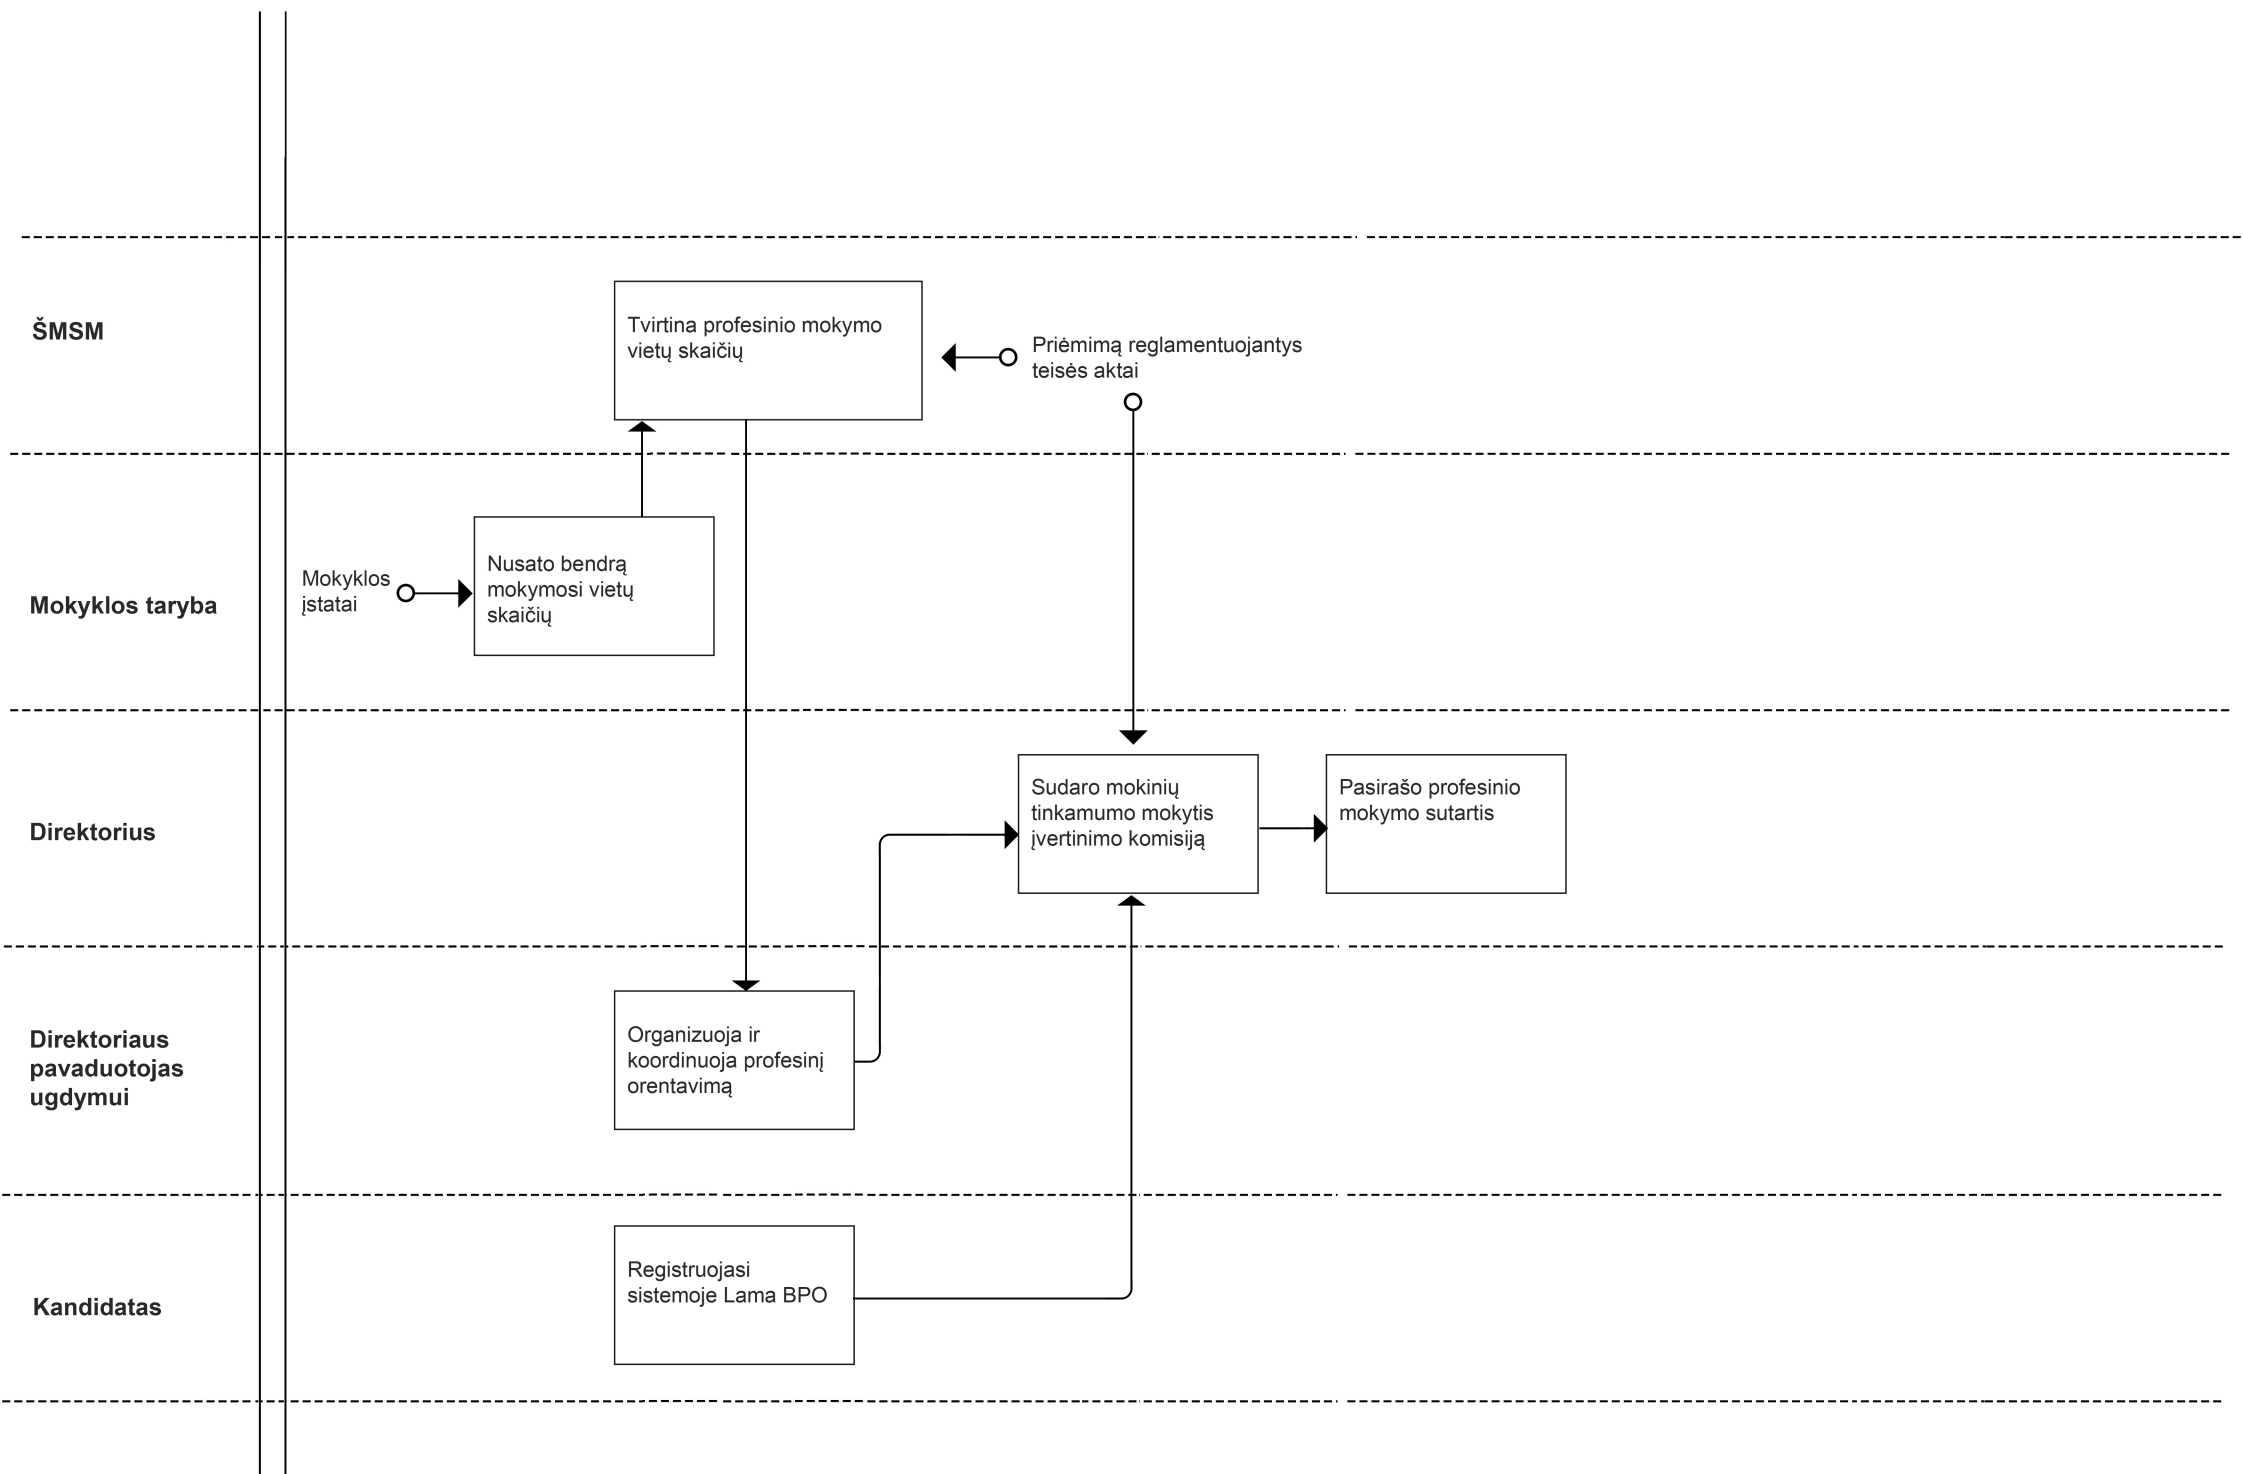 ŠMSM
Tvirtina profesinio mokymo
vietų skaičių
Priėmimą reglamentuojantys
teisės aktai
Mokyklos taryba
Mokyklos
įstatai
Nusato bendrą
mokymosi vietų
skaičių
Direktorius
Sudaro mokinių
tinkamumo mokytis
įvertinimo komisiją
Pasirašo profesinio
mokymo sutartis
Direktoriaus
pavaduotojas
ugdymui
Organizuoja ir
koordinuoja profesinį
orentavimą
Kandidatas
Registruojasi
sistemoje Lama BPO